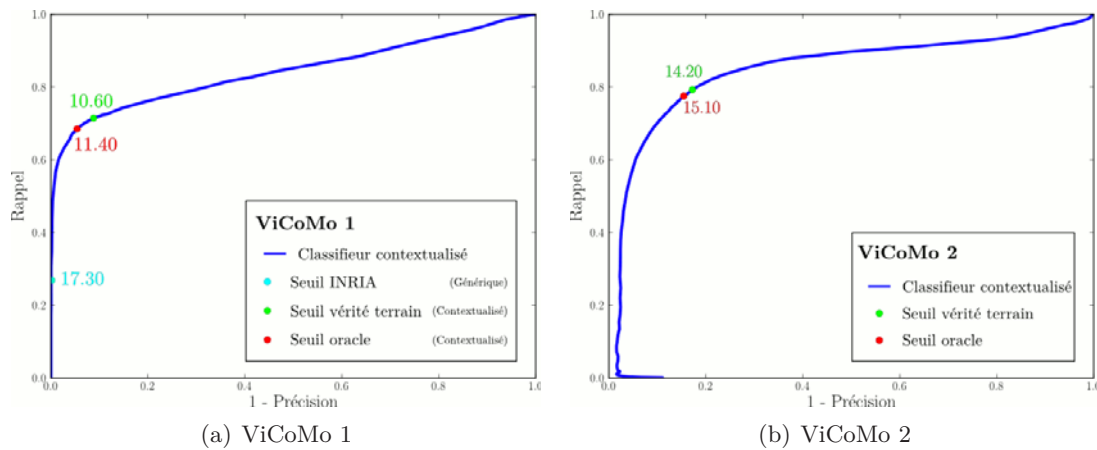 1.0
0.8
0.6
0.4
0.2
0.0
Rappel
10.60
11.40
17.30
ViCoMo 1
Classifieur contextualisé
Seuil INRIA (Générique)
Seuil vérité terrain (Contextualisé)
Seuil oracle (Contextualisé)
0.0 0.2 0.4 0.6 0.8 1.0
1 - Précision
(a) ViCoMo 1
1.0
0.8
0.6
0.4
0.2
0.0
Rappel
14.20
15.10
ViCoMo 2
Classifieur contextualisé
Seuil vérité terrain
Seuil oracle
0.0 0.2 0.4 0.6 0.8 1.0
1 - Précision
(b) ViCoMo 2